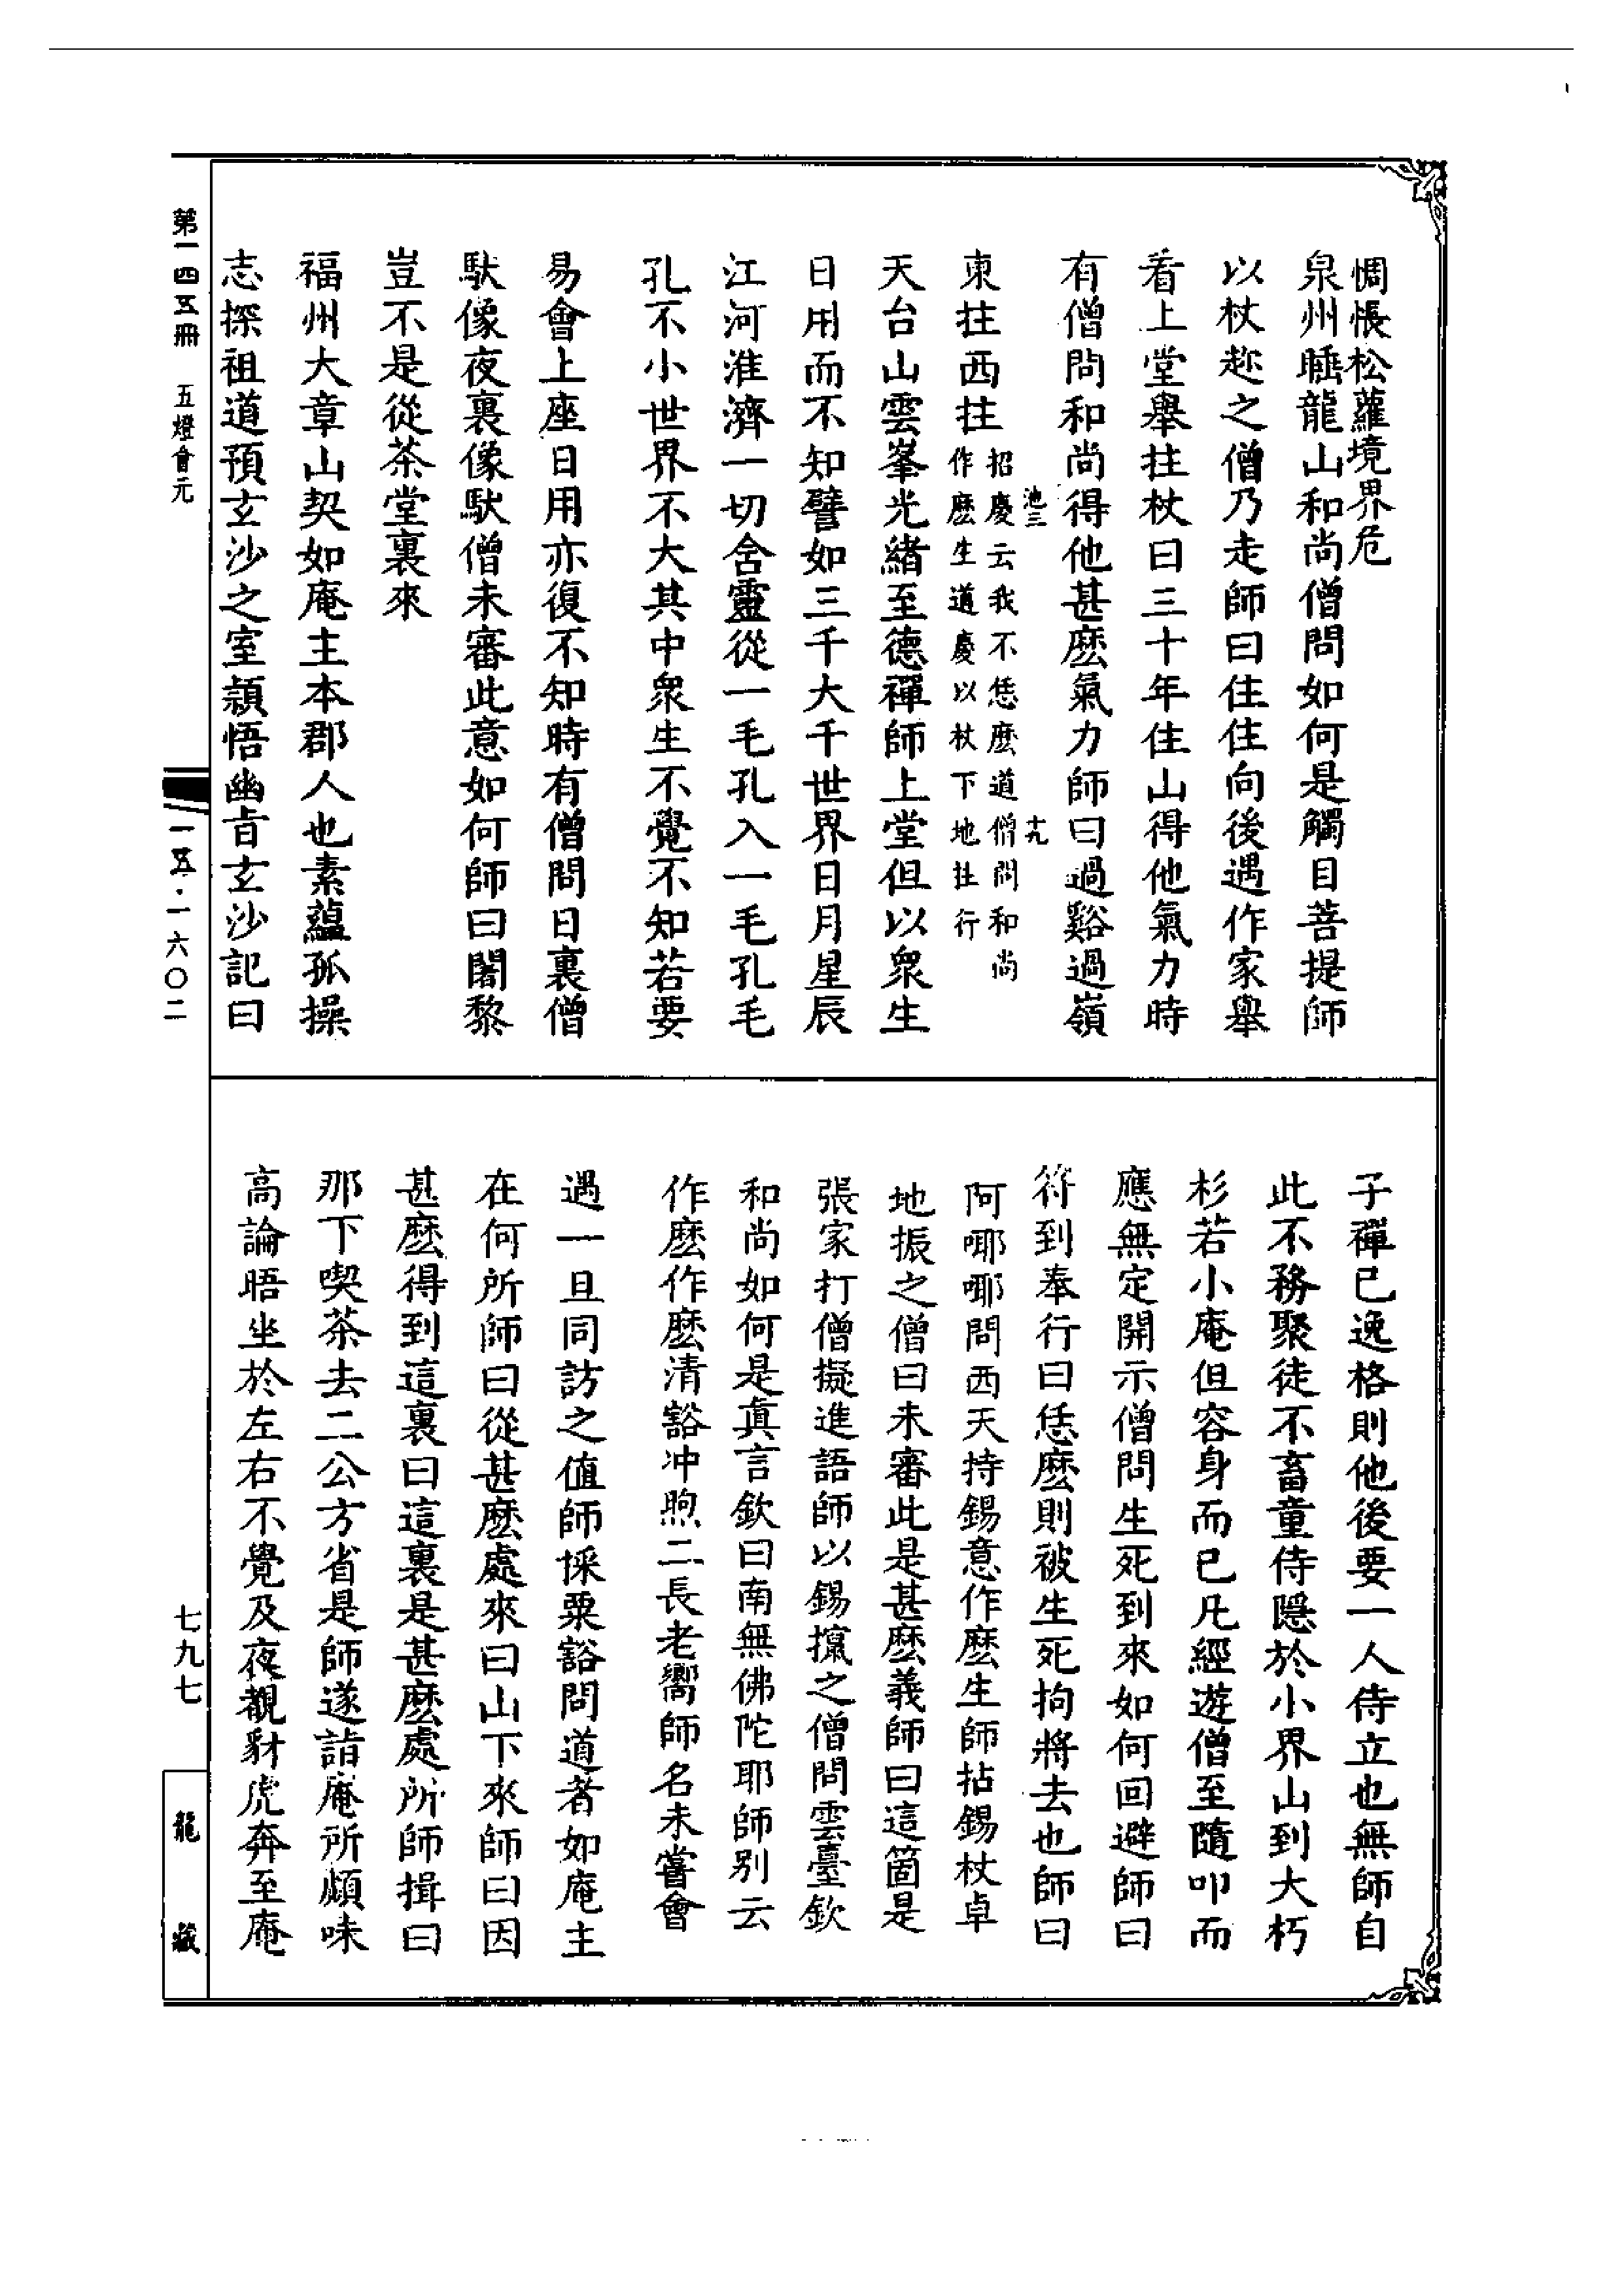 惆悵松蘿境界危
泉州睡龍山和尚僧問如何是觸目菩提師
以杖趂之僧乃走師曰住住向後遇作家舉
看上堂舉拄杖曰三十年住山得他氣力時
有僧問和尚得他甚麽氣力師曰過谿過嶺
池三
十九
東拄西拄
招慶云我不恁麽道僧問和尚
作麽生道慶以杖下地拄行
天台山雲峯光緒至德禪師上堂但以衆生
日用而不知譬如三千大千世界日月星辰
江河淮濟一切含靈從一毛孔入一毛孔毛
孔不小世界不大其中衆生不覺不知若要
易會上座日用亦復不知時有僧問日裏僧
馱像夜裏像馱僧未審此意如何師曰闍黎
豈不是從茶堂裏來
福州大章山契如庵主本郡人也素蘊孤操
志探祖道預玄沙之室穎悟幽旨玄沙記曰
子禪已逸格則他後要一人侍立也無師自
此不務聚徒不畜童侍隱於小界山到大朽
杉若小庵但容身而已凡經遊僧至隨叩而
應無定開示僧問生死到來如何回避師曰
符到奉行曰恁麽則被生死拘將去也師曰
阿㖿㖿問西天持錫意作麽生師拈錫杖卓
地振之僧曰未審此是甚麽義師曰這箇是
張家打僧擬進語師以錫攛之僧問雲臺欽
和尚如何是眞言欽曰南無佛陀耶師別云
作麽作麽清豁冲煦二長老嚮師名未嘗會
遇一旦同訪之値師採粟豁問道者如庵主
在何所師曰從甚麽處來曰山下來師曰因
甚麽得到這裏曰這裏是甚麽處所師揖曰
那下喫茶去二公方省是師遂詣庵所頗味
高論晤坐於左右不覺及夜覩豺虎奔至庵
第一四五冊　五燈會元
一五·一六〇二
七九七
龍藏